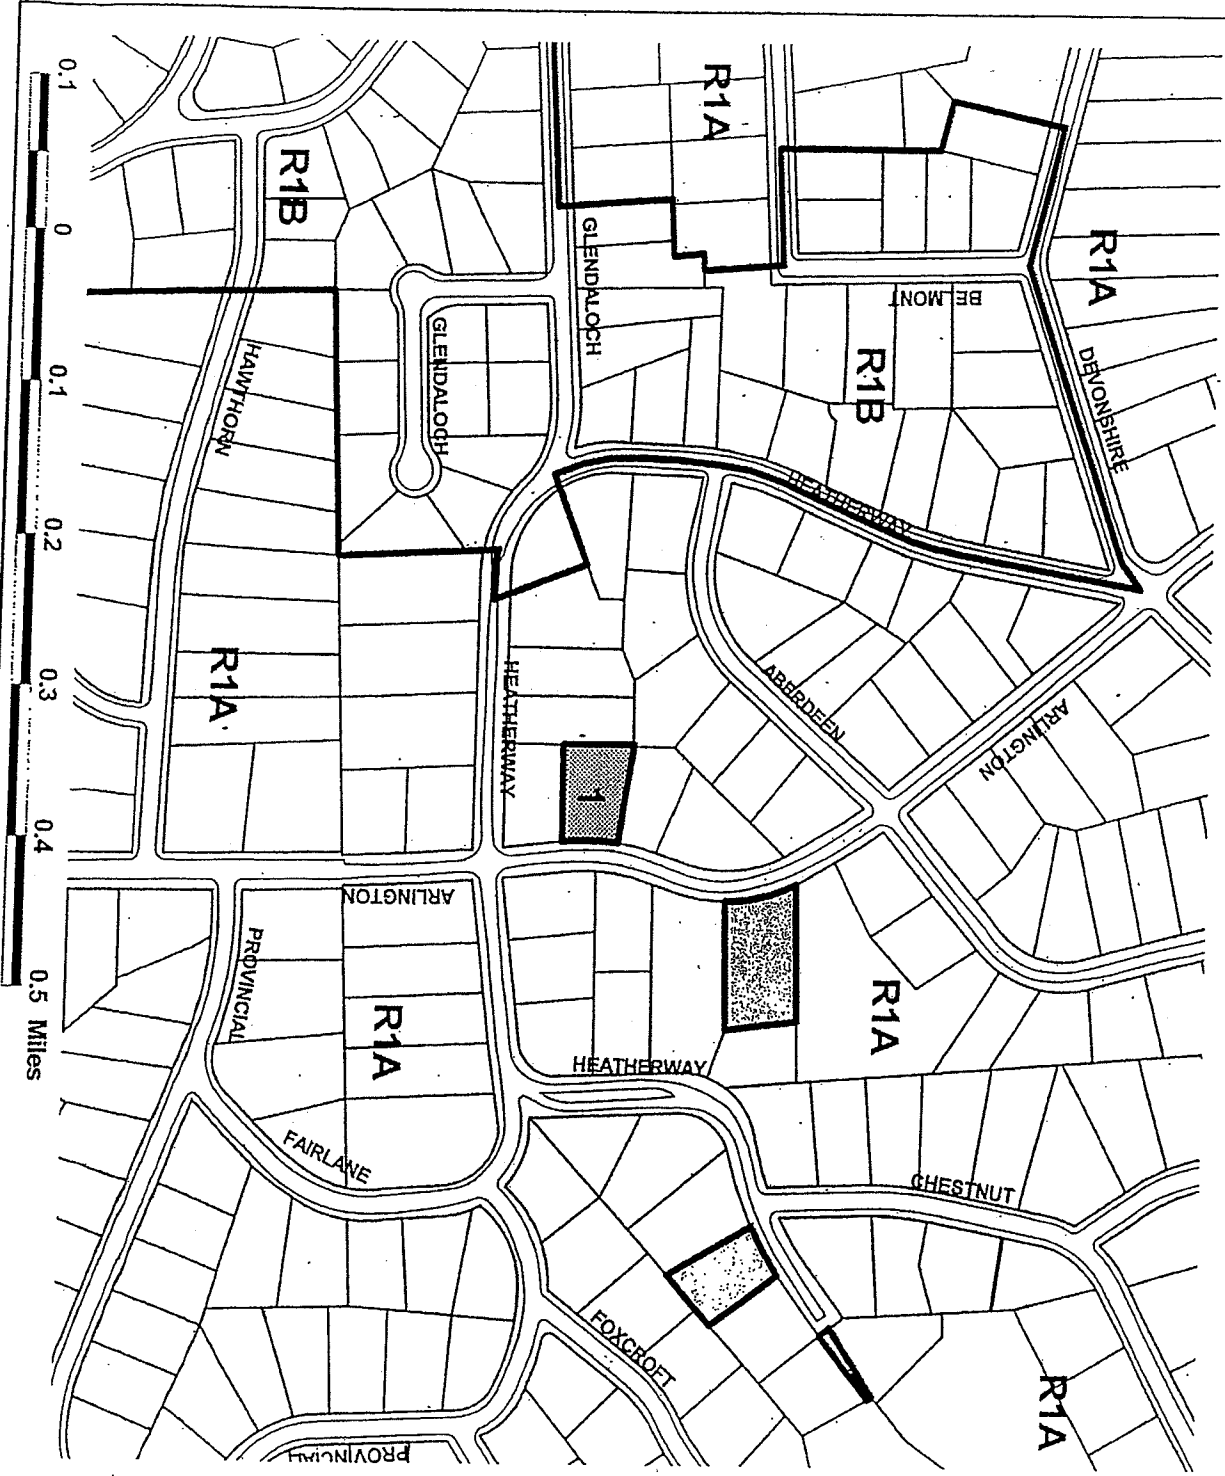 0.1
0
0.1
0.2
0.3
0.4
0.5 Miles
R1A
R1B
R1A
GLENDALOCH
BELMONT
DEVONSHIRE
R1B
GLENDALOCH
HAWTHORN
HEATHERWAY
R1A
HEATHERWAY
ABERDEEN
ARLINGTON
1
ARLINGTON
PROVINCIAL
R1A
R1A
HEATHERWAY
FAIRLANE
CHESTNUT
FOXCROFT
R1A
PROVINCIAL